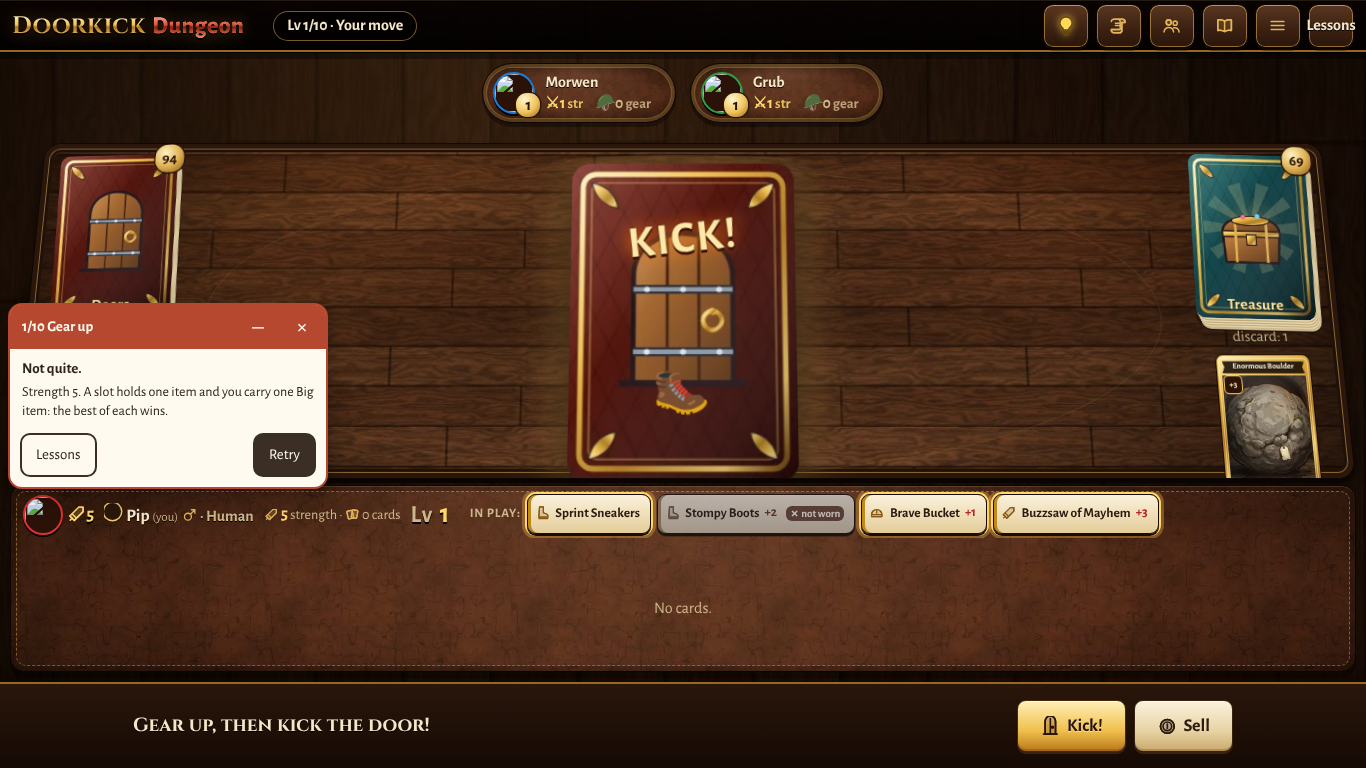 DOORKICK Dungeon
Lv 1/10 · Your move
Lessons
Morwen
1
1 str
0 gear
Grub
1
1 str
0 gear
94
KICK!
69
Treasure
discard: 1
Enormous Boulder
+3
1/10 Gear up
Not quite.
Strength 5. A slot holds one item and you carry one Big
item: the best of each wins.
Lessons
Retry
5 Pip (you) ♂ · Human 5 strength · 0 cards Lv 1
IN PLAY:
Sprint Sneakers
Stompy Boots +2 × not worn
Brave Bucket +1
Buzzsaw of Mayhem +3
No cards.
GEAR UP, THEN KICK THE DOOR!
Kick!
Sell